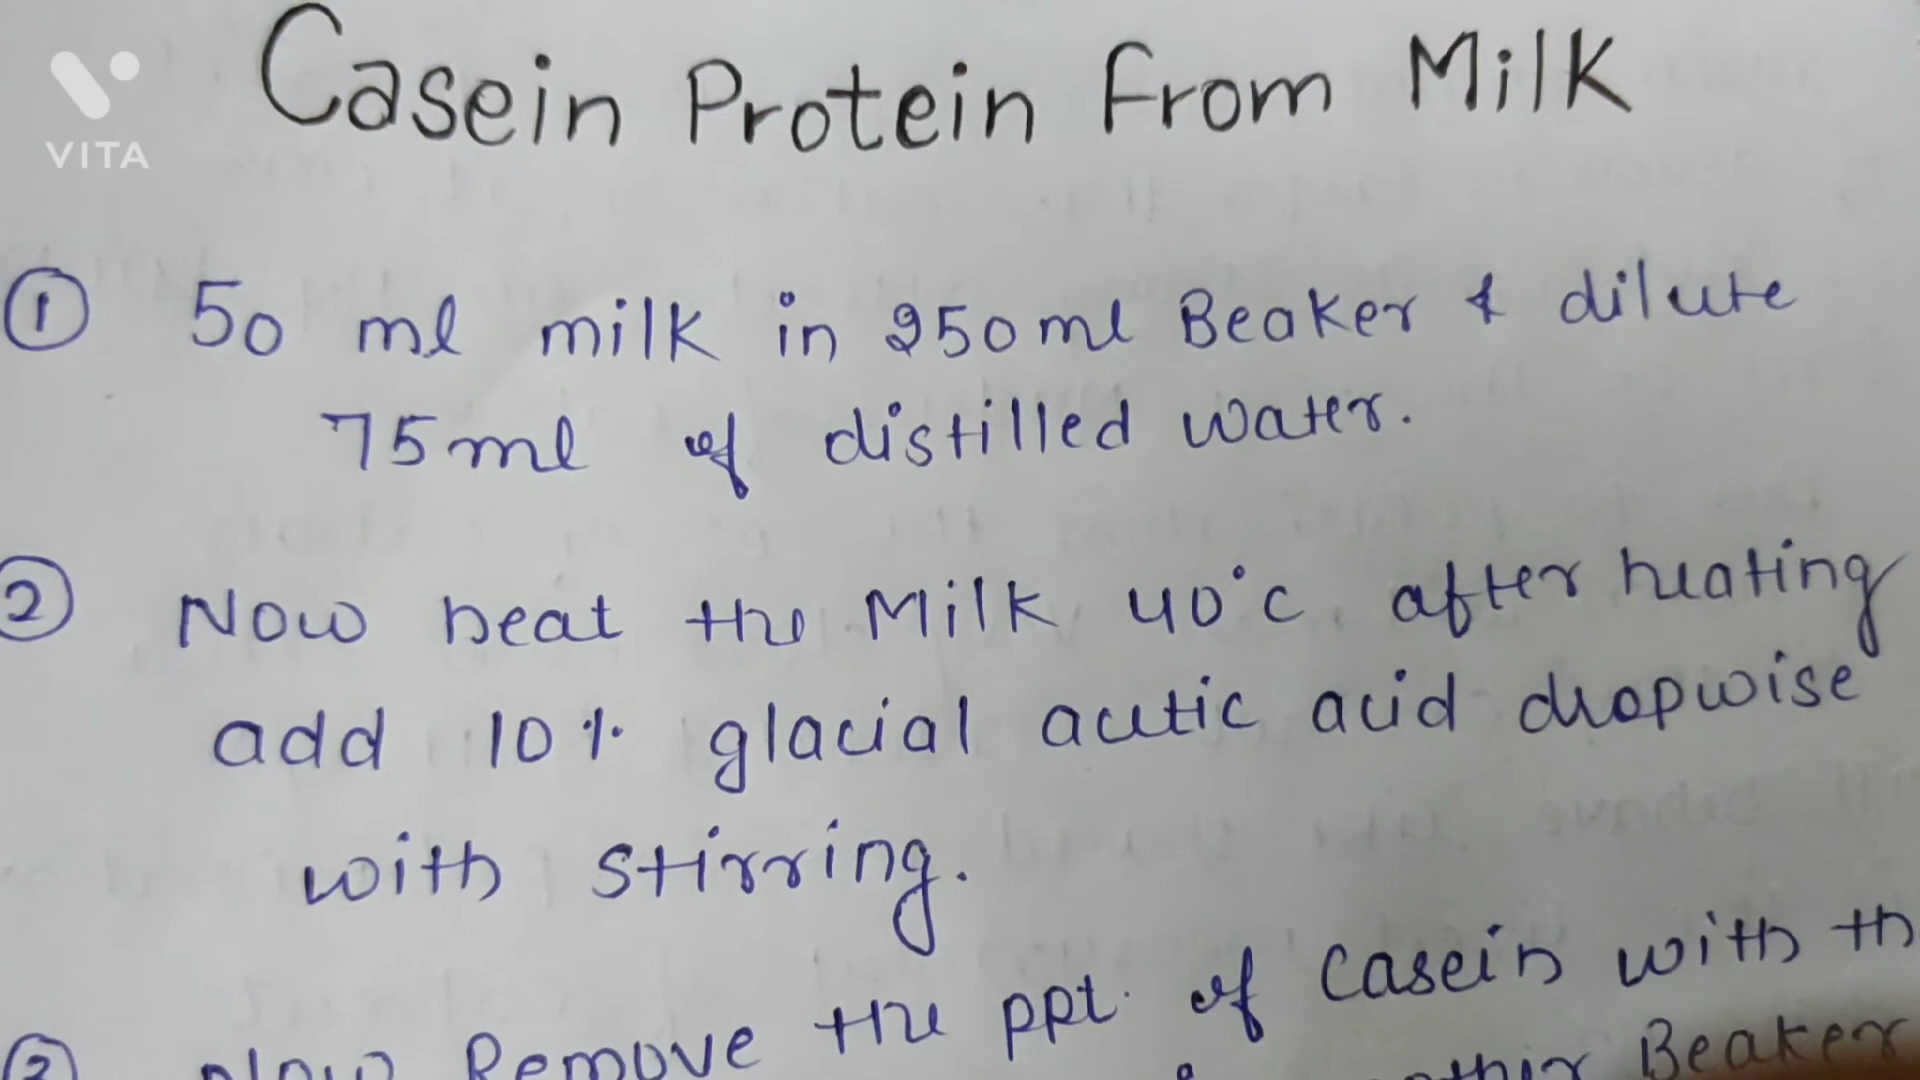 Casein Protein From Milk
VITA
① 50 ml milk in 250ml Beaker & dilute
75ml of distilled water.
② Now heat the Milk 40°C after heating
add 10% glacial acetic acid dropwise
with stirring.
③ Now Remove the ppt. of casein with th
Beaker